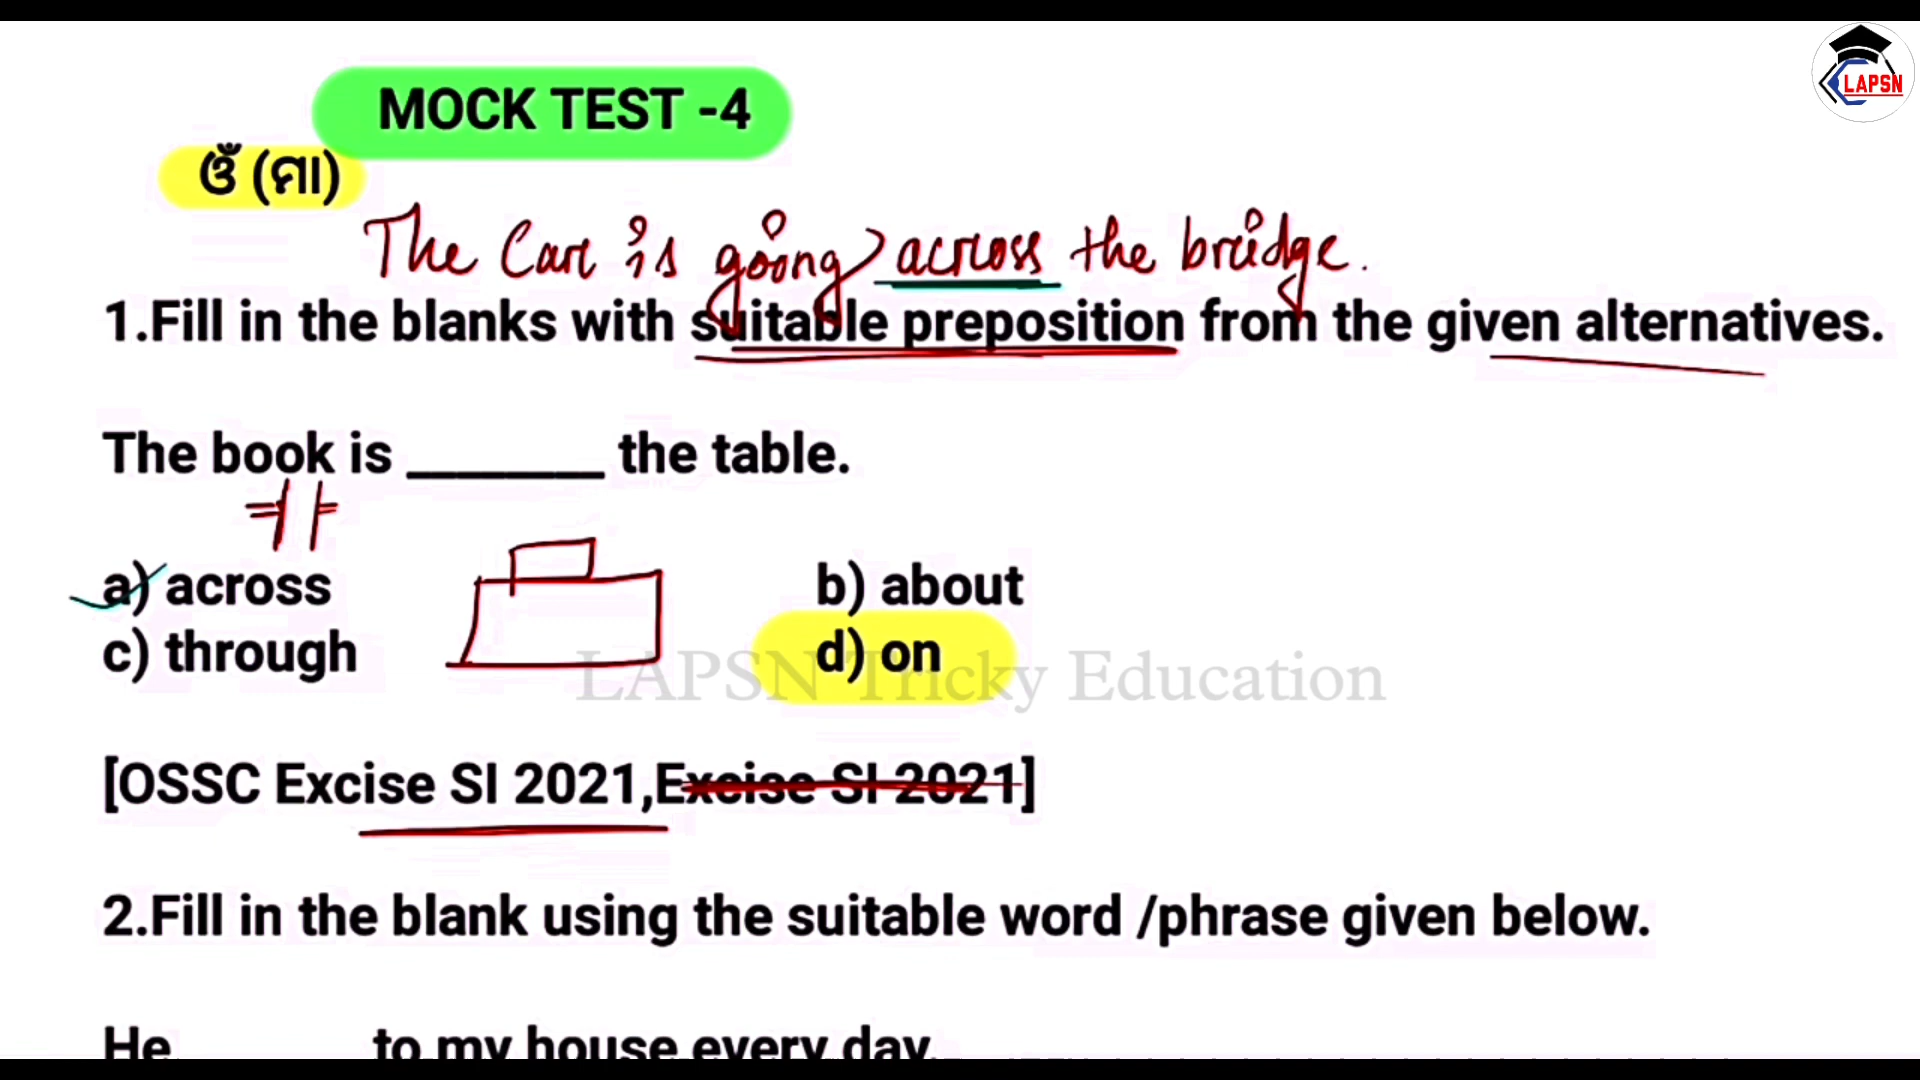 LAPSN
MOCK TEST -4
ଓଁ (ମା)
The Car is going across the bridge.
1.Fill in the blanks with suitable preposition from the given alternatives.
The book is ________ the table.
a) across
b) about
c) through
d) on
LAPSN Tricky Education
[OSSC Excise SI 2021,Excise SI 2021]
2.Fill in the blank using the suitable word /phrase given below.
He to my house every day.